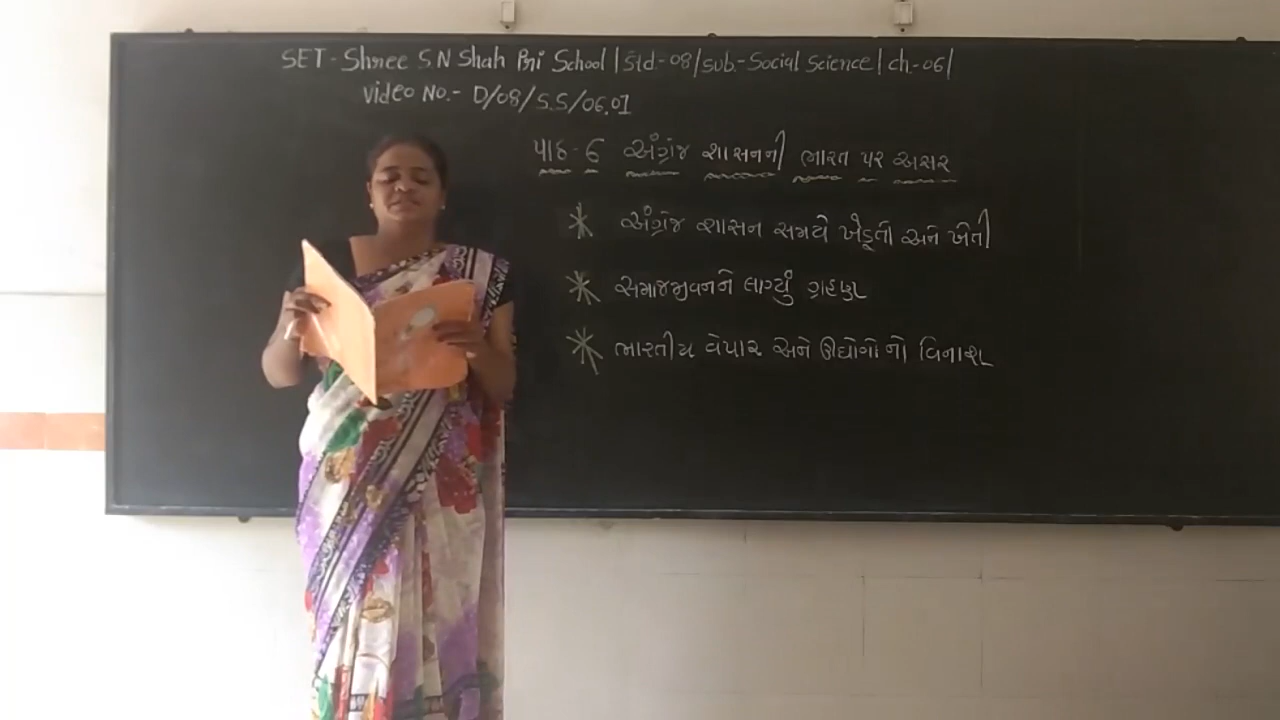 SET - Shree S N Shah Pri School | Std - 08 / Sub.- Social Science | ch - 06 |
Video No.- D/08/S.S/06.01
પાઠ - 6 અંગ્રેજ શાસનની ભારત પર અસર
અંગ્રેજ શાસન સમયે ખેડૂતો અને ખેતી
સમાજજીવનને લાગ્યું ગ્રહણ
ભારતીય વેપાર અને ઉદ્યોગોનો વિનાશ